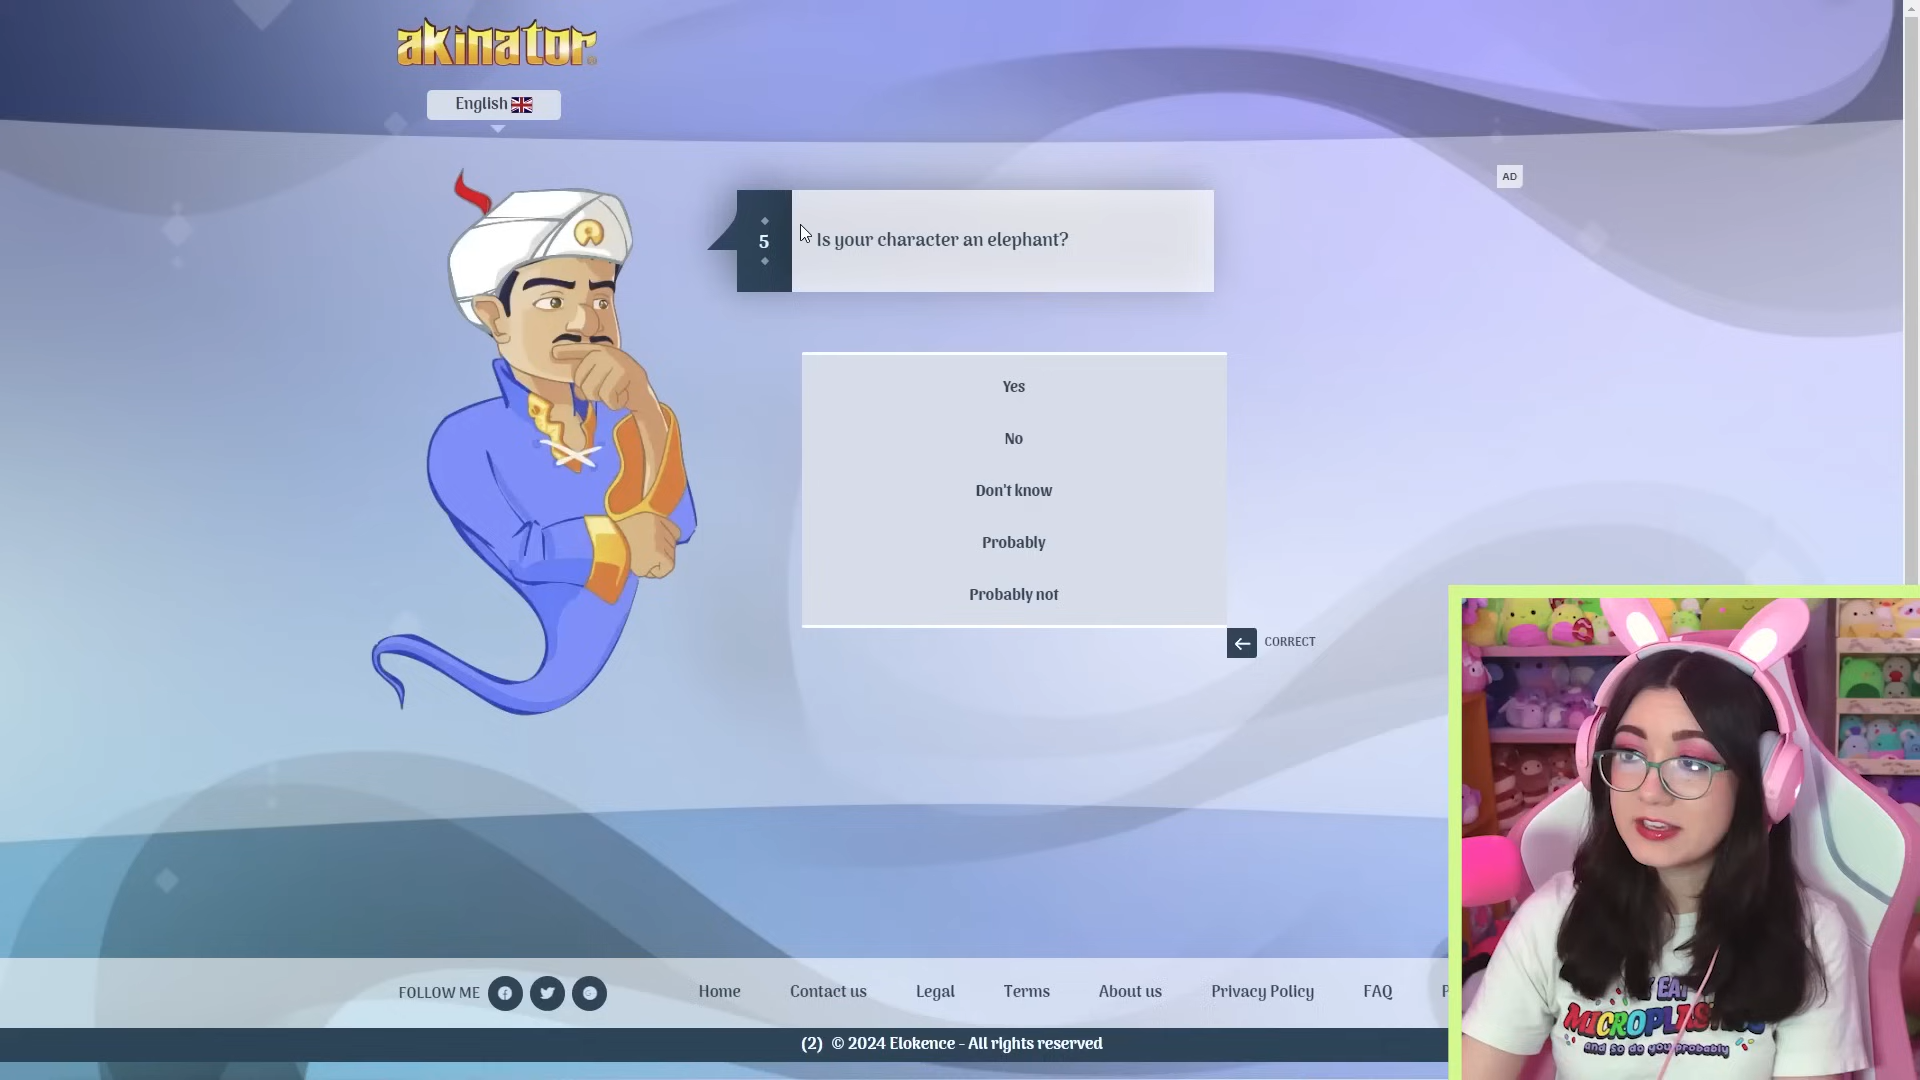 akinator
English
AD
5
Is your character an elephant?
Yes
No
Don't know
Probably
Probably not
CORRECT
EAT
and so do you probably
FOLLOW ME
Home
Contact us
Legal
Terms
About us
Privacy Policy
FAQ
P
(2) © 2024 Elokence - All rights reserved